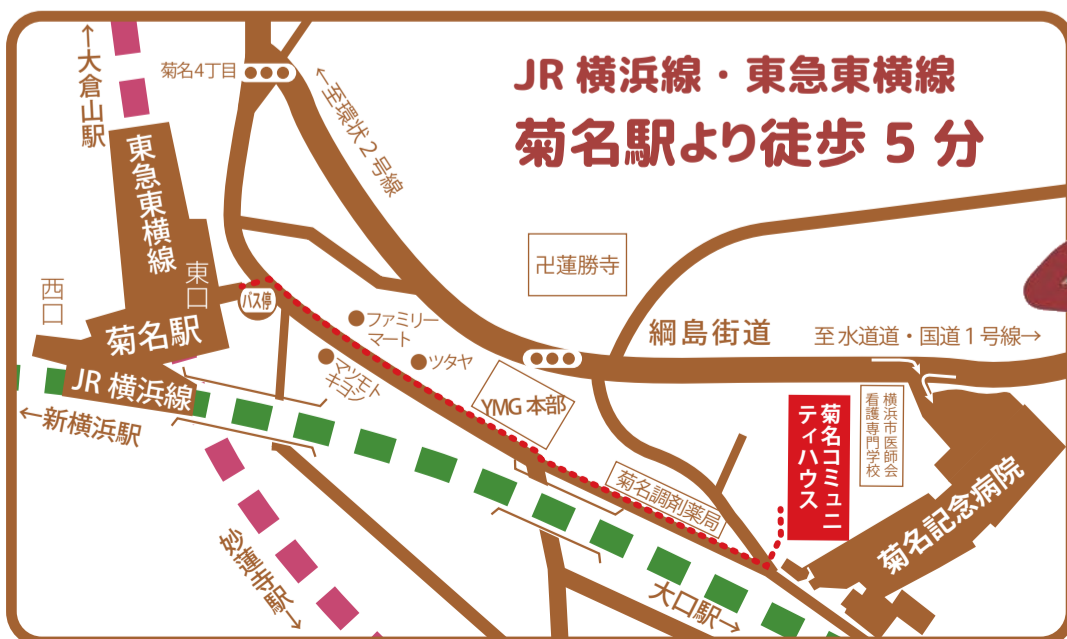 JR 横浜線・東急東横線
菊名駅より徒歩 5 分
←大倉山駅
菊名4丁目
←至環状2号線
東急東横線
西口
東口
バス停
菊名駅
JR 横浜線
←新横浜駅
妙蓮寺駅→
ファミリー
マート
マツモト
キヨシ
ツタヤ
卍蓮勝寺
綱島街道
至水道道・国道1号線→
YMG 本部
菊名調剤薬局
大口駅→
菊名コミュニ
ティハウス
横浜市医師会
看護専門学校
菊名記念病院